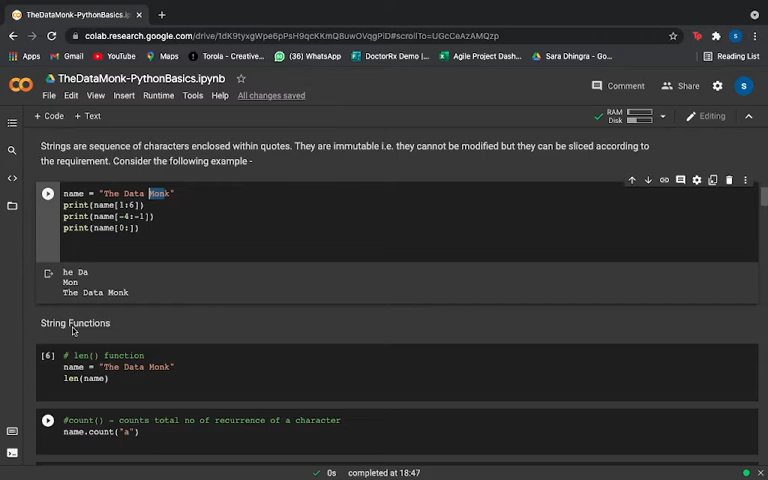 TheDataMonk-PythonBasics.ipynb
colab.research.google.com/drive/1dK9tyxgWpe6pPsH9qcKKmQ8uwOVqgPlD#scrollTo=UGcCeAzAMQzp
S
Apps
Gmail
YouTube
Maps
Torola - Creative...
(36) WhatsApp
DoctorRx Demo |...
Agile Project Dash...
Sara Dhingra - Go...
Reading List
TheDataMonk-PythonBasics.ipynb
Comment
Share
S
File Edit View Insert Runtime Tools Help All changes saved
+ Code + Text
RAM
Disk
Editing
Strings are sequence of characters enclosed within quotes. They are immutable i.e. they cannot be modified but they can be sliced according to
the requirement. Consider the following example -
name = "The Data Monk"
print(name[1:6])
print(name[-4:-1])
print(name[0:])
he Da
Mon
The Data Monk
String Functions
[6] # len() function
name = "The Data Monk"
len(name)
#count() - counts total no of recurrence of a character
name.count("a")
0s completed at 18:47